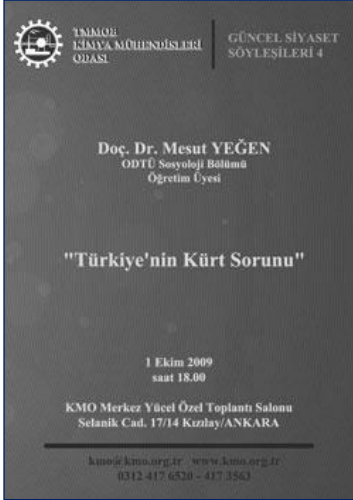 TMMOB
KİMYA MÜHENDİSLERİ
ODASI
GÜNCEL SİYASET
SÖYLEŞİLERİ 4
Doç. Dr. Mesut YEĞEN
ODTÜ Sosyoloji Bölümü
Öğretim Üyesi
"Türkiye'nin Kürt Sorunu"
1 Ekim 2009
saat 18.00
KMO Merkez Yücel Özel Toplantı Salonu
Selanik Cad. 17/14 Kızılay/ANKARA
kmo@kmo.org.tr www.kmo.org.tr
0312 417 6520 - 417 3563